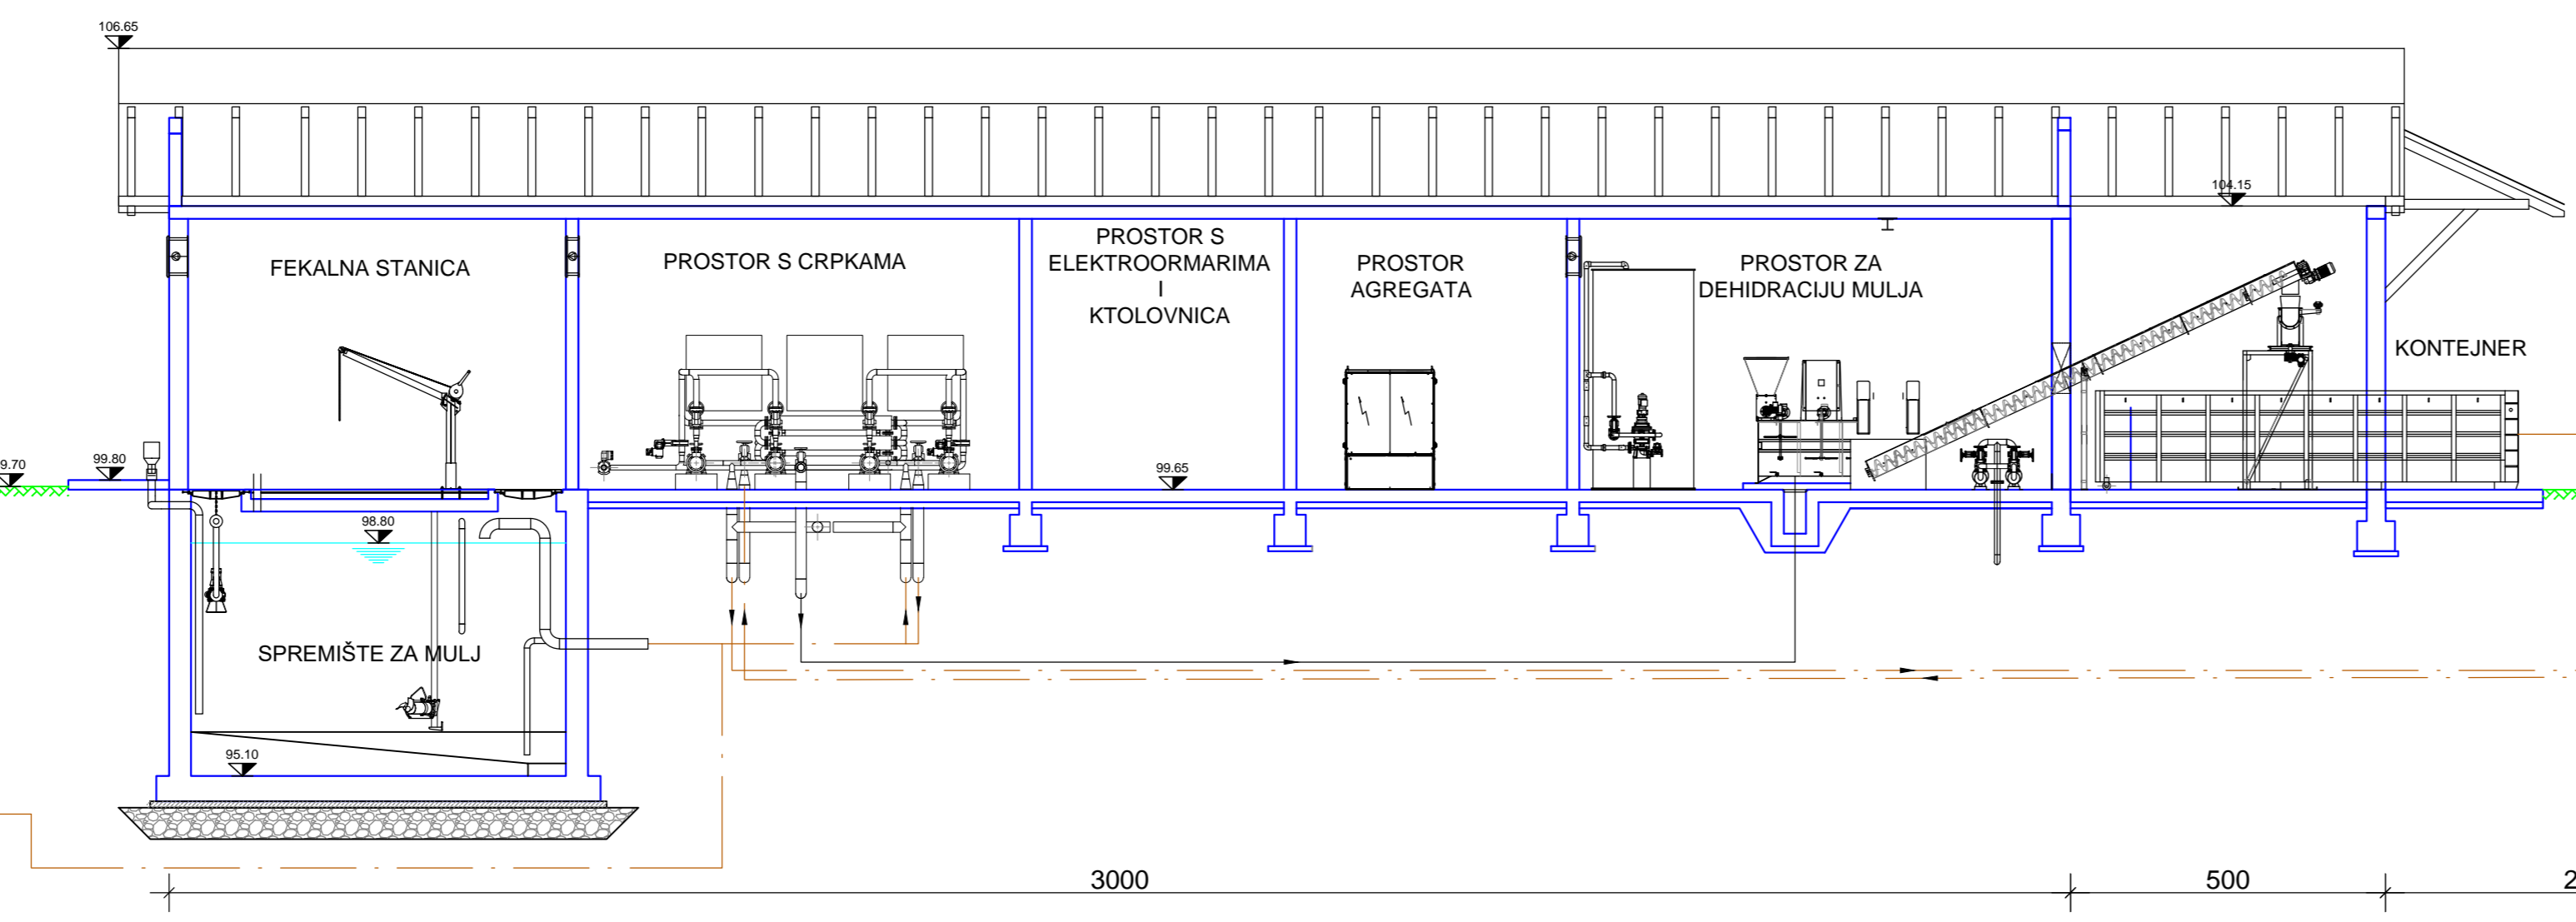 106.65
104.15
FEKALNA STANICA
PROSTOR S CRPKAMA
PROSTOR S
ELEKTROORMARIMA
I
KTOLOVNICA
PROSTOR
AGREGATA
PROSTOR ZA
DEHIDRACIJU MULJA
KONTEJNER
9.70
99.80
99.65
98.80
SPREMIŠTE ZA MULJ
95.10
3000
500
2